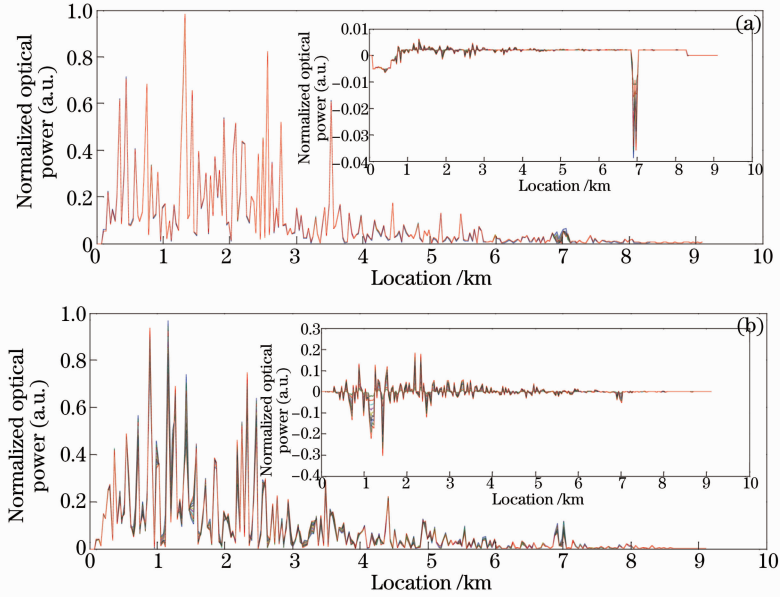 (a)
Normalized optical
power (a.u.)
1.0
0.8
0.6
0.4
0.2
0
0 1 2 3 4 5 6 7 8 9 10
Location /km
Normalized optical
power (a.u.)
0.01
0
−0.01
−0.02
−0.03
−0.04
0 1 2 3 4 5 6 7 8 9 10
Location /km
(b)
Normalized optical
power (a.u.)
1.0
0.8
0.6
0.4
0.2
0
0 1 2 3 4 5 6 7 8 9 10
Location /km
Normalized optical
power (a.u.)
0.3
0.2
0.1
0
−0.1
−0.2
−0.3
−0.4
0 1 2 3 4 5 6 7 8 9 10
Location /km